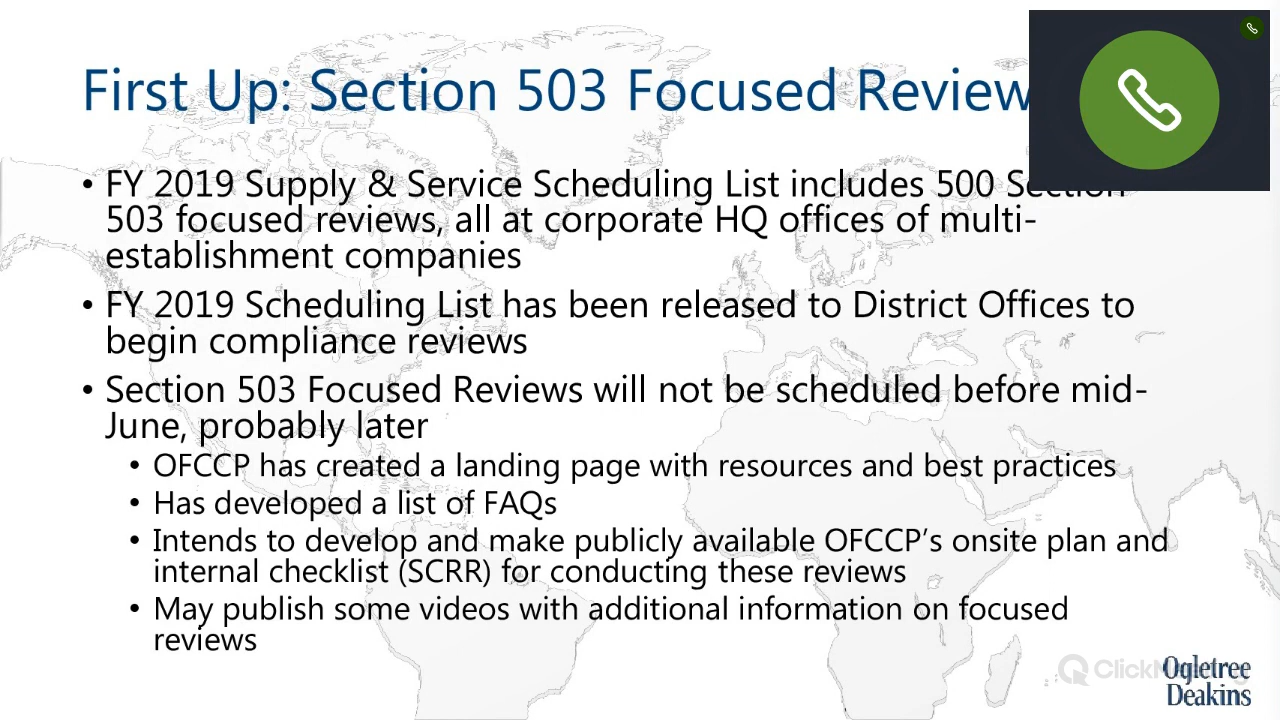 First Up: Section 503 Focused Review
• FY 2019 Supply & Service Scheduling List includes 500 Section
503 focused reviews, all at corporate HQ offices of multi-
establishment companies
• FY 2019 Scheduling List has been released to District Offices to
begin compliance reviews
• Section 503 Focused Reviews will not be scheduled before mid-
June, probably later
• OFCCP has created a landing page with resources and best practices
• Has developed a list of FAQs
• Intends to develop and make publicly available OFCCP’s onsite plan and
internal checklist (SCRR) for conducting these reviews
• May publish some videos with additional information on focused
reviews
Ogletree
Deakins